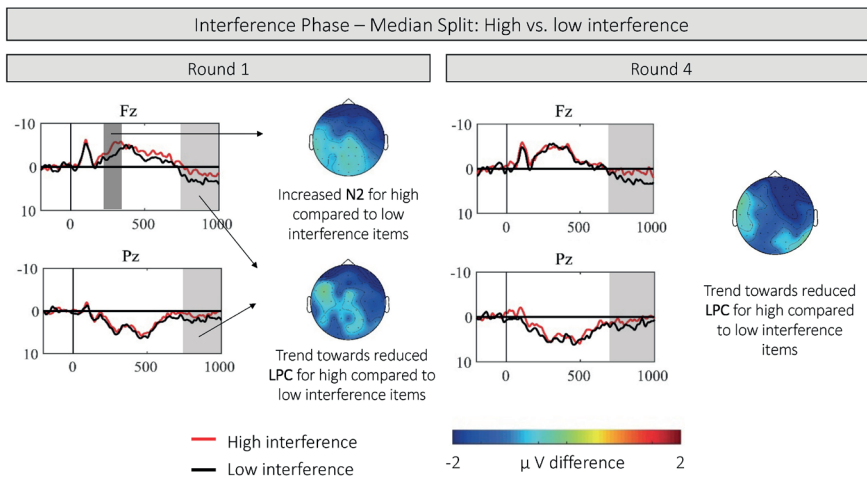 Interference Phase – Median Split: High vs. low interference
Round 1
Round 4
Fz
-10
0
10
0
500
1000
Increased N2 for high
compared to low
interference items
Pz
-10
0
10
0
500
1000
Trend towards reduced
LPC for high compared to
low interference items
Fz
-10
0
10
0
500
1000
Pz
-10
0
10
0
500
1000
Trend towards reduced
LPC for high compared
to low interference
items
High interference
Low interference
-2
μ V difference
2